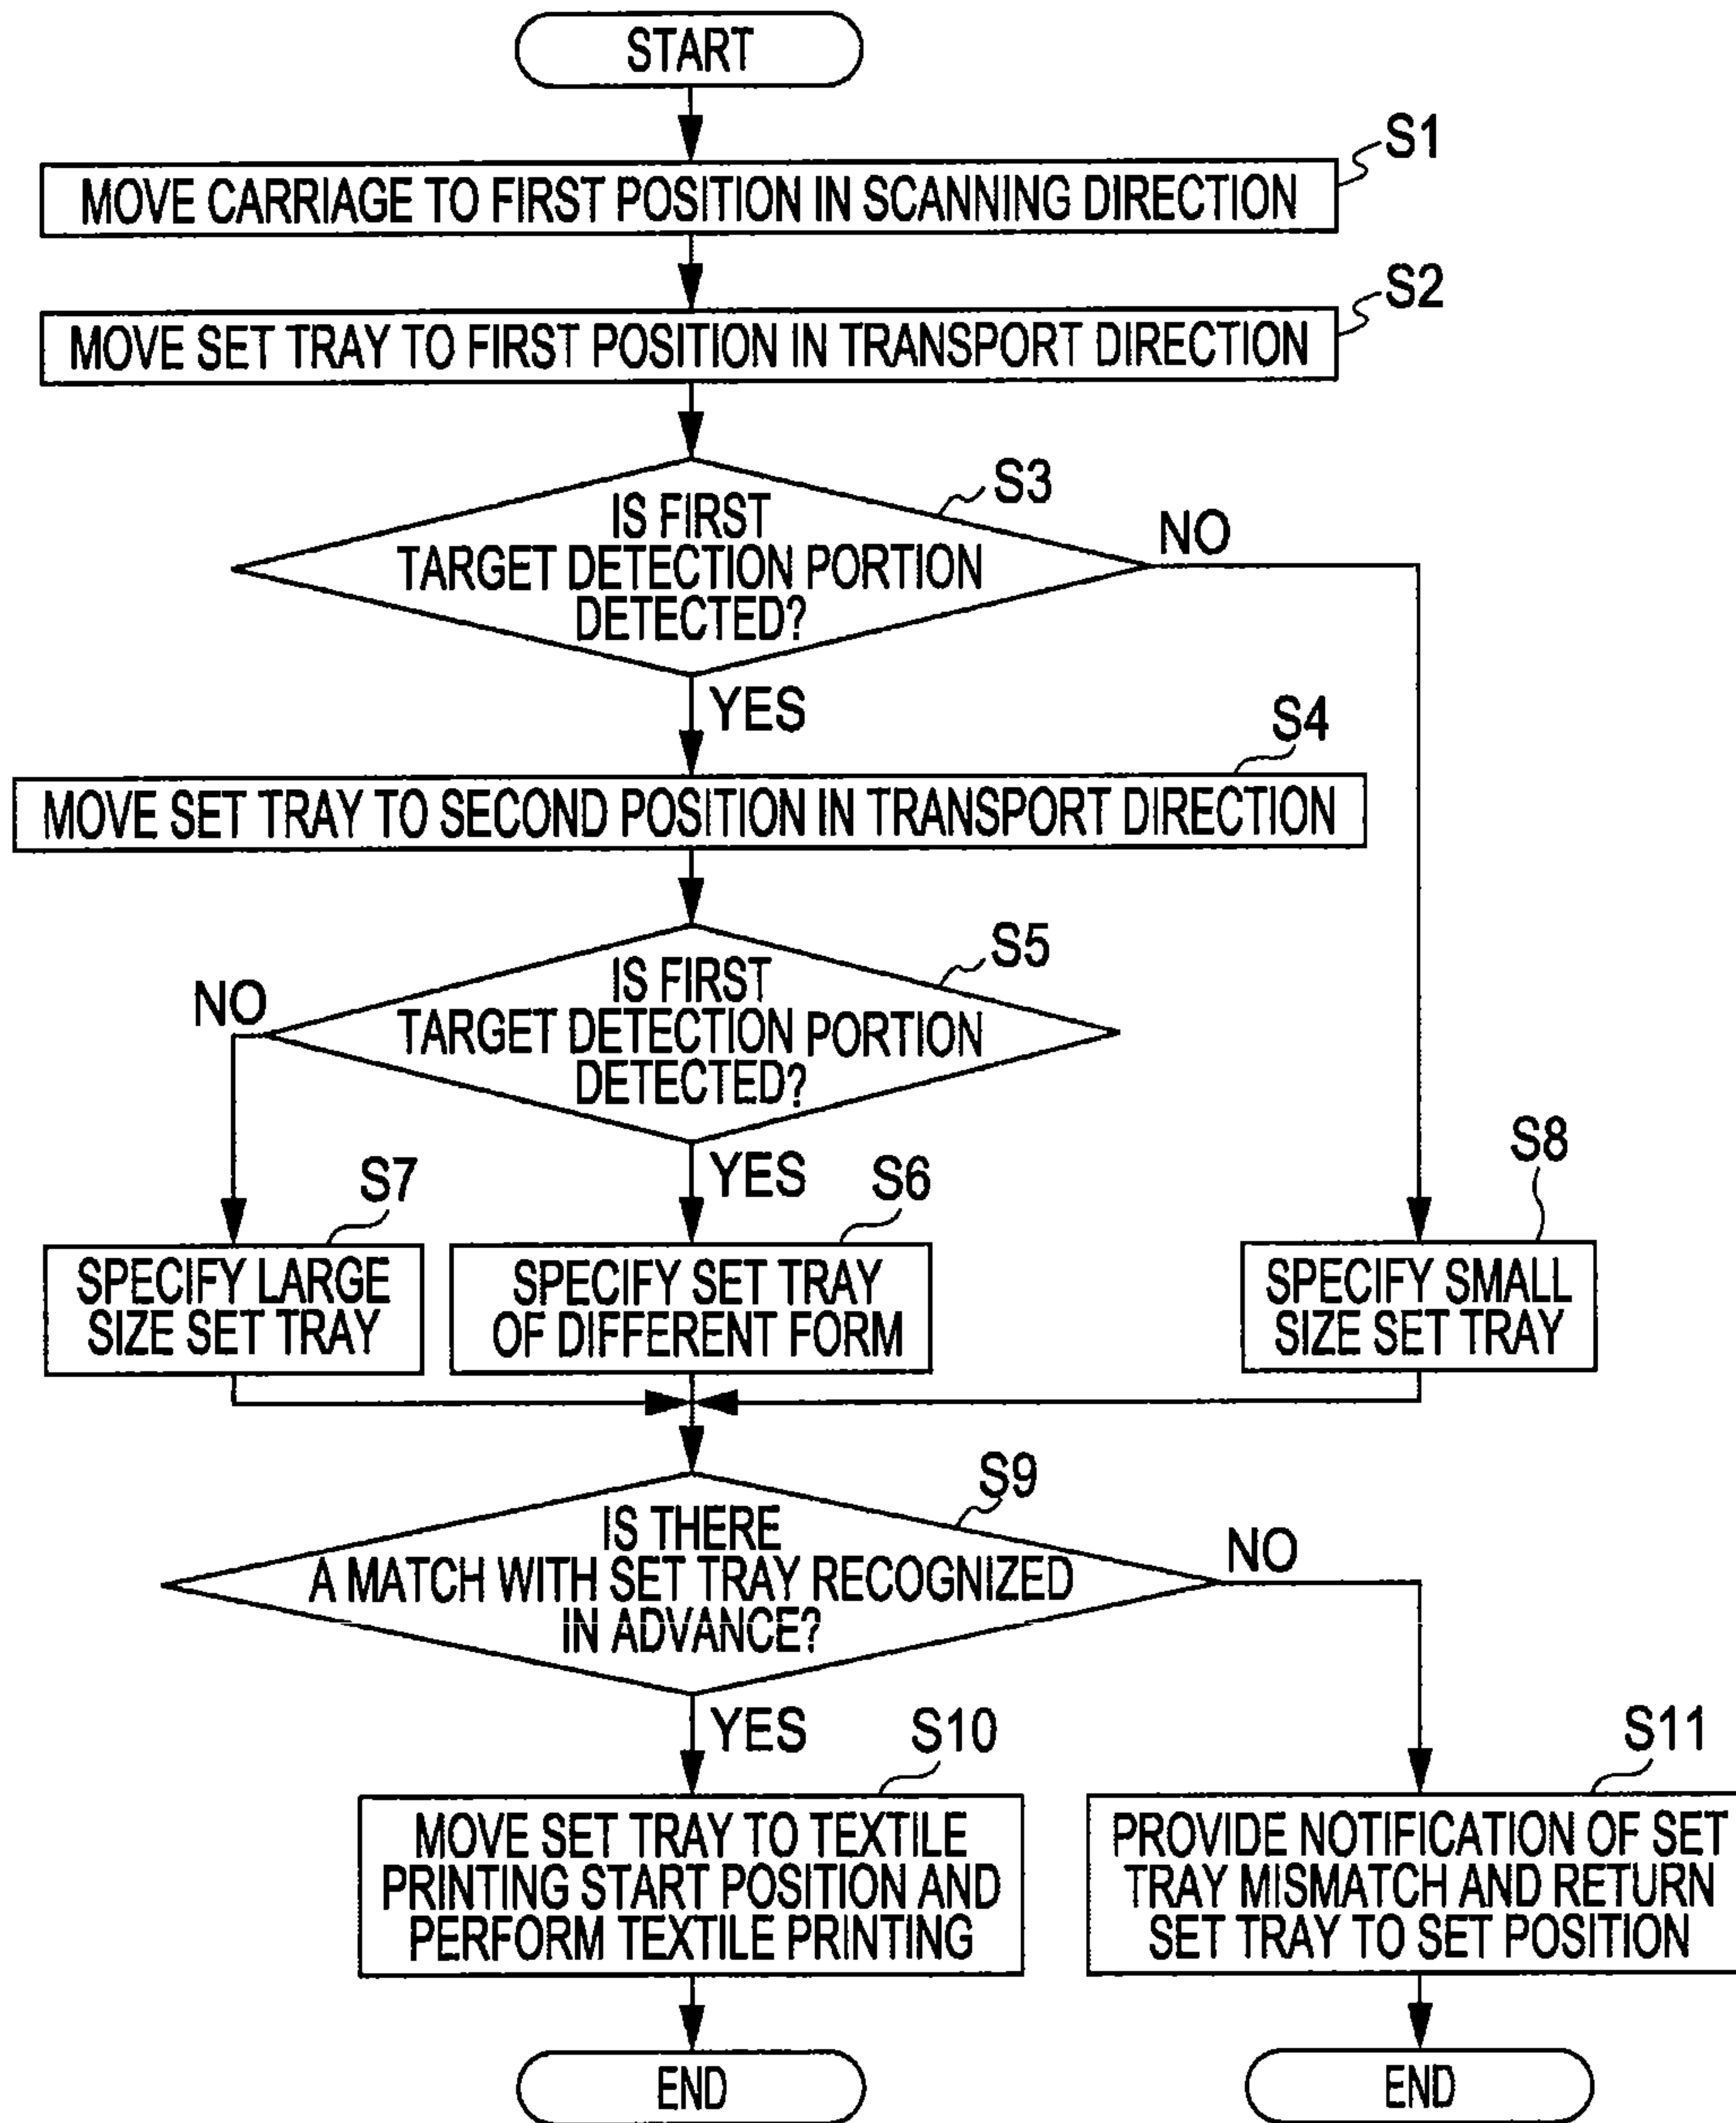 START
S1
MOVE CARRIAGE TO FIRST POSITION IN SCANNING DIRECTION
S2
MOVE SET TRAY TO FIRST POSITION IN TRANSPORT DIRECTION
S3
IS FIRST
TARGET DETECTION PORTION
DETECTED?
NO
YES
S4
MOVE SET TRAY TO SECOND POSITION IN TRANSPORT DIRECTION
S5
IS FIRST
TARGET DETECTION PORTION
DETECTED?
NO
YES
S7
SPECIFY LARGE
SIZE SET TRAY
S6
SPECIFY SET TRAY
OF DIFFERENT FORM
S8
SPECIFY SMALL
SIZE SET TRAY
S9
IS THERE
A MATCH WITH SET TRAY RECOGNIZED
IN ADVANCE?
NO
YES
S10
MOVE SET TRAY TO TEXTILE
PRINTING START POSITION AND
PERFORM TEXTILE PRINTING
S11
PROVIDE NOTIFICATION OF SET
TRAY MISMATCH AND RETURN
SET TRAY TO SET POSITION
END
END